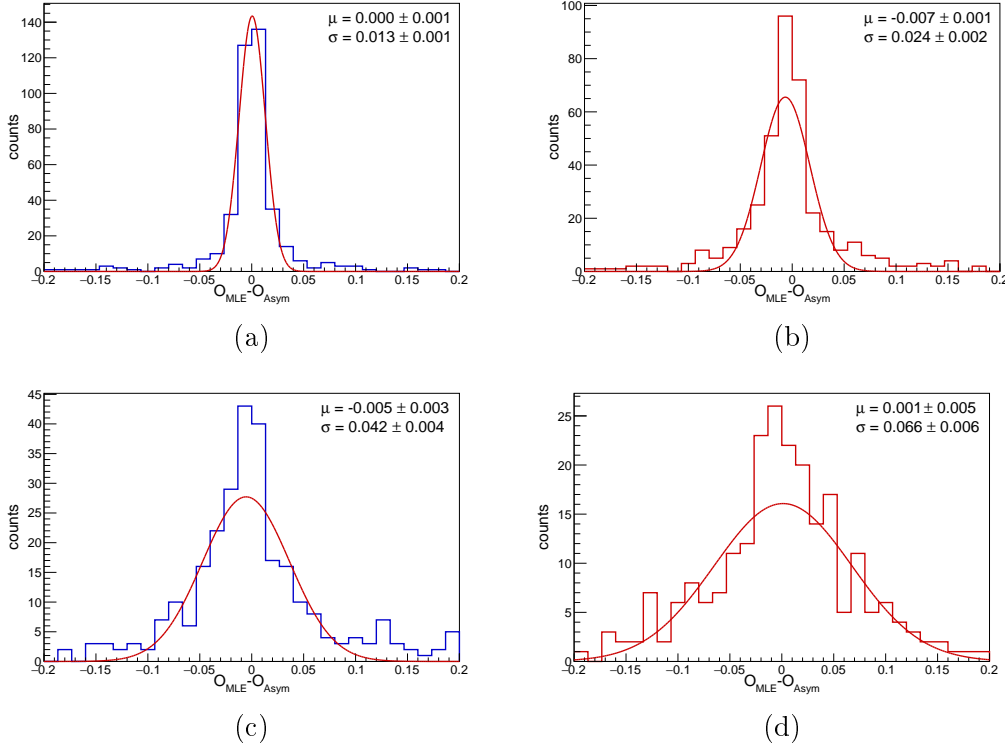 μ = 0.000 ± 0.001
σ = 0.013 ± 0.001
counts
140
120
100
80
60
40
20
0
−0.2 −0.15 −0.1 −0.05 0 0.05 0.1 0.15 0.2
O_MLE-O_Asym
(a)
μ = -0.007 ± 0.001
σ = 0.024 ± 0.002
counts
100
80
60
40
20
0
−0.2 −0.15 −0.1 −0.05 0 0.05 0.1 0.15 0.2
O_MLE-O_Asym
(b)
μ = -0.005 ± 0.003
σ = 0.042 ± 0.004
counts
45
40
35
30
25
20
15
10
5
0
−0.2 −0.15 −0.1 −0.05 0 0.05 0.1 0.15 0.2
O_MLE-O_Asym
(c)
μ = 0.001 ± 0.005
σ = 0.066 ± 0.006
counts
25
20
15
10
5
0
−0.2 −0.15 −0.1 −0.05 0 0.05 0.1 0.15 0.2
O_MLE-O_Asym
(d)